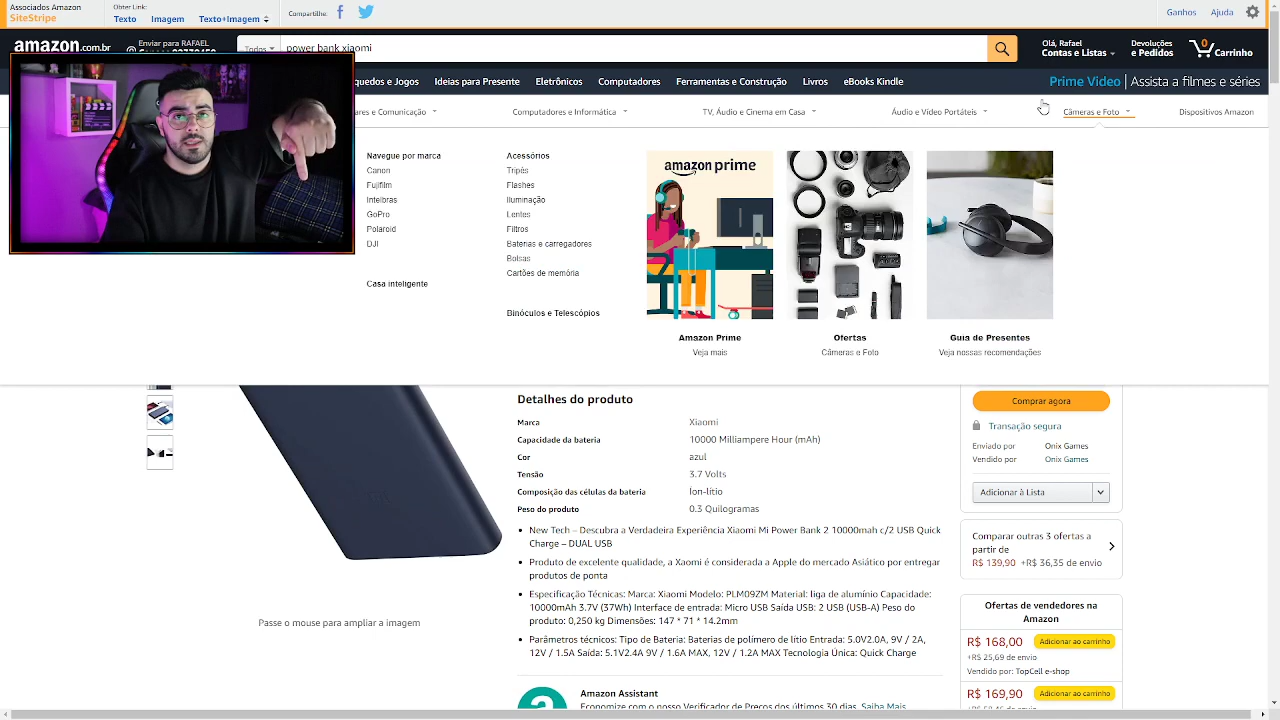 Associados Amazon
SiteStripe
Obter Link:
Texto
Imagem
Texto+Imagem
Compartilhe:
Ganhos
Ajuda
amazon.com.br
Enviar para RAFAEL
Todos
power bank xiaomi
Olá, Rafael
Contas e Listas
Devoluções
e Pedidos
0
Carrinho
quedos e Jogos
Ideias para Presente
Eletrônicos
Computadores
Ferramentas e Construção
Livros
eBooks Kindle
Prime Video | Assista a filmes e séries
ares e Comunicação
Computadores e Informática
TV, Áudio e Cinema em Casa
Áudio e Vídeo Portáteis
Câmeras e Foto
Dispositivos Amazon
Navegue por marca
Canon
Fujifilm
Intelbras
GoPro
Polaroid
DJI
Casa inteligente
Acessórios
Tripés
Flashes
Iluminação
Lentes
Filtros
Baterias e carregadores
Bolsas
Cartões de memória
Binóculos e Telescópios
amazon prime
Amazon Prime
Veja mais
Ofertas
Câmeras e Foto
Guia de Presentes
Veja nossas recomendações
Detalhes do produto
Marca Xiaomi
Capacidade da bateria 10000 Milliampere Hour (mAh)
Cor azul
Tensão 3.7 Volts
Composição das células da bateria Íon-lítio
Peso do produto 0.3 Quilogramas
New Tech – Descubra a Verdadeira Experiência Xiaomi Mi Power Bank 2 10000mah c/2 USB Quick
Charge – DUAL USB
Produto de excelente qualidade, a Xiaomi é considerada a Apple do mercado Asiático por entregar
produtos de ponta
Especificação Técnicas: Marca: Xiaomi Modelo: PLM09ZM Material: liga de alumínio Capacidade:
10000mAh 3.7V (37Wh) Interface de entrada: Micro USB Saída USB: 2 USB (USB-A) Peso do
produto: 0,250 kg Dimensões: 147 * 71 * 14.2mm
Parâmetros técnicos: Tipo de Bateria: Baterias de polímero de lítio Entrada: 5.0V2.0A, 9V / 2A,
12V / 1.5A Saída: 5.1V2.4A 9V / 1.6A MAX, 12V / 1.2A MAX Tecnologia Única: Quick Charge
Passe o mouse para ampliar a imagem
Amazon Assistant
Economize com o nosso Verificador de Preços dos últimos 30 dias. Saiba Mais
Comprar agora
Transação segura
Enviado por Onix Games
Vendido por Onix Games
Adicionar à Lista
Comparar outras 3 ofertas a
partir de
R$ 139,90 +R$ 36,35 de envio
Ofertas de vendedores na
Amazon
R$ 168,00 Adicionar ao carrinho
+R$ 25,69 de envio
Vendido por: TopCell e-shop
R$ 169,90 Adicionar ao carrinho